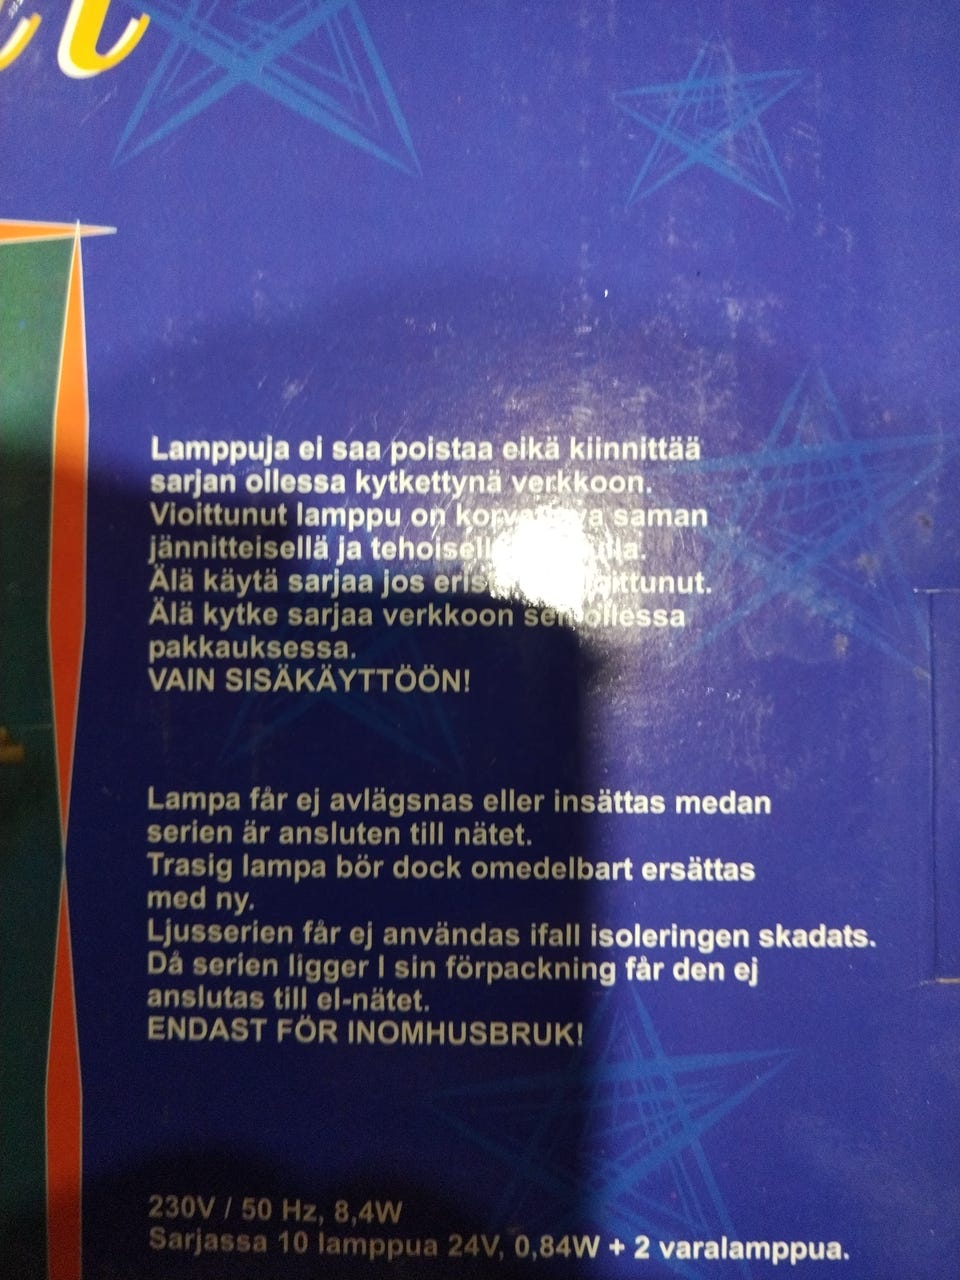 Lamppuja ei saa poistaa eikä kiinnittää
sarjan ollessa kytkettynä verkkoon.
Vioittunut lamppu on saman
jännitteisellä ja
Älä käytä sarjaa jos
Älä kytke sarjaa verkkoon sen ollessa
pakkauksessa.
VAIN SISÄKÄYTTÖÖN!
Lampa får ej avlägsnas eller insättas medan
serien är ansluten till nätet.
Trasig lampa bör dock omedelbart ersättas
med ny.
Ljusserien får ej användas ifall isoleringen skadats.
Då serien ligger I sin förpackning får den ej
anslutas till el-nätet.
ENDAST FÖR INOMHUSBRUK!
230V / 50 Hz, 8,4W
Sarjassa 10 lamppua 24V, 0,84W + 2 varalamppua.